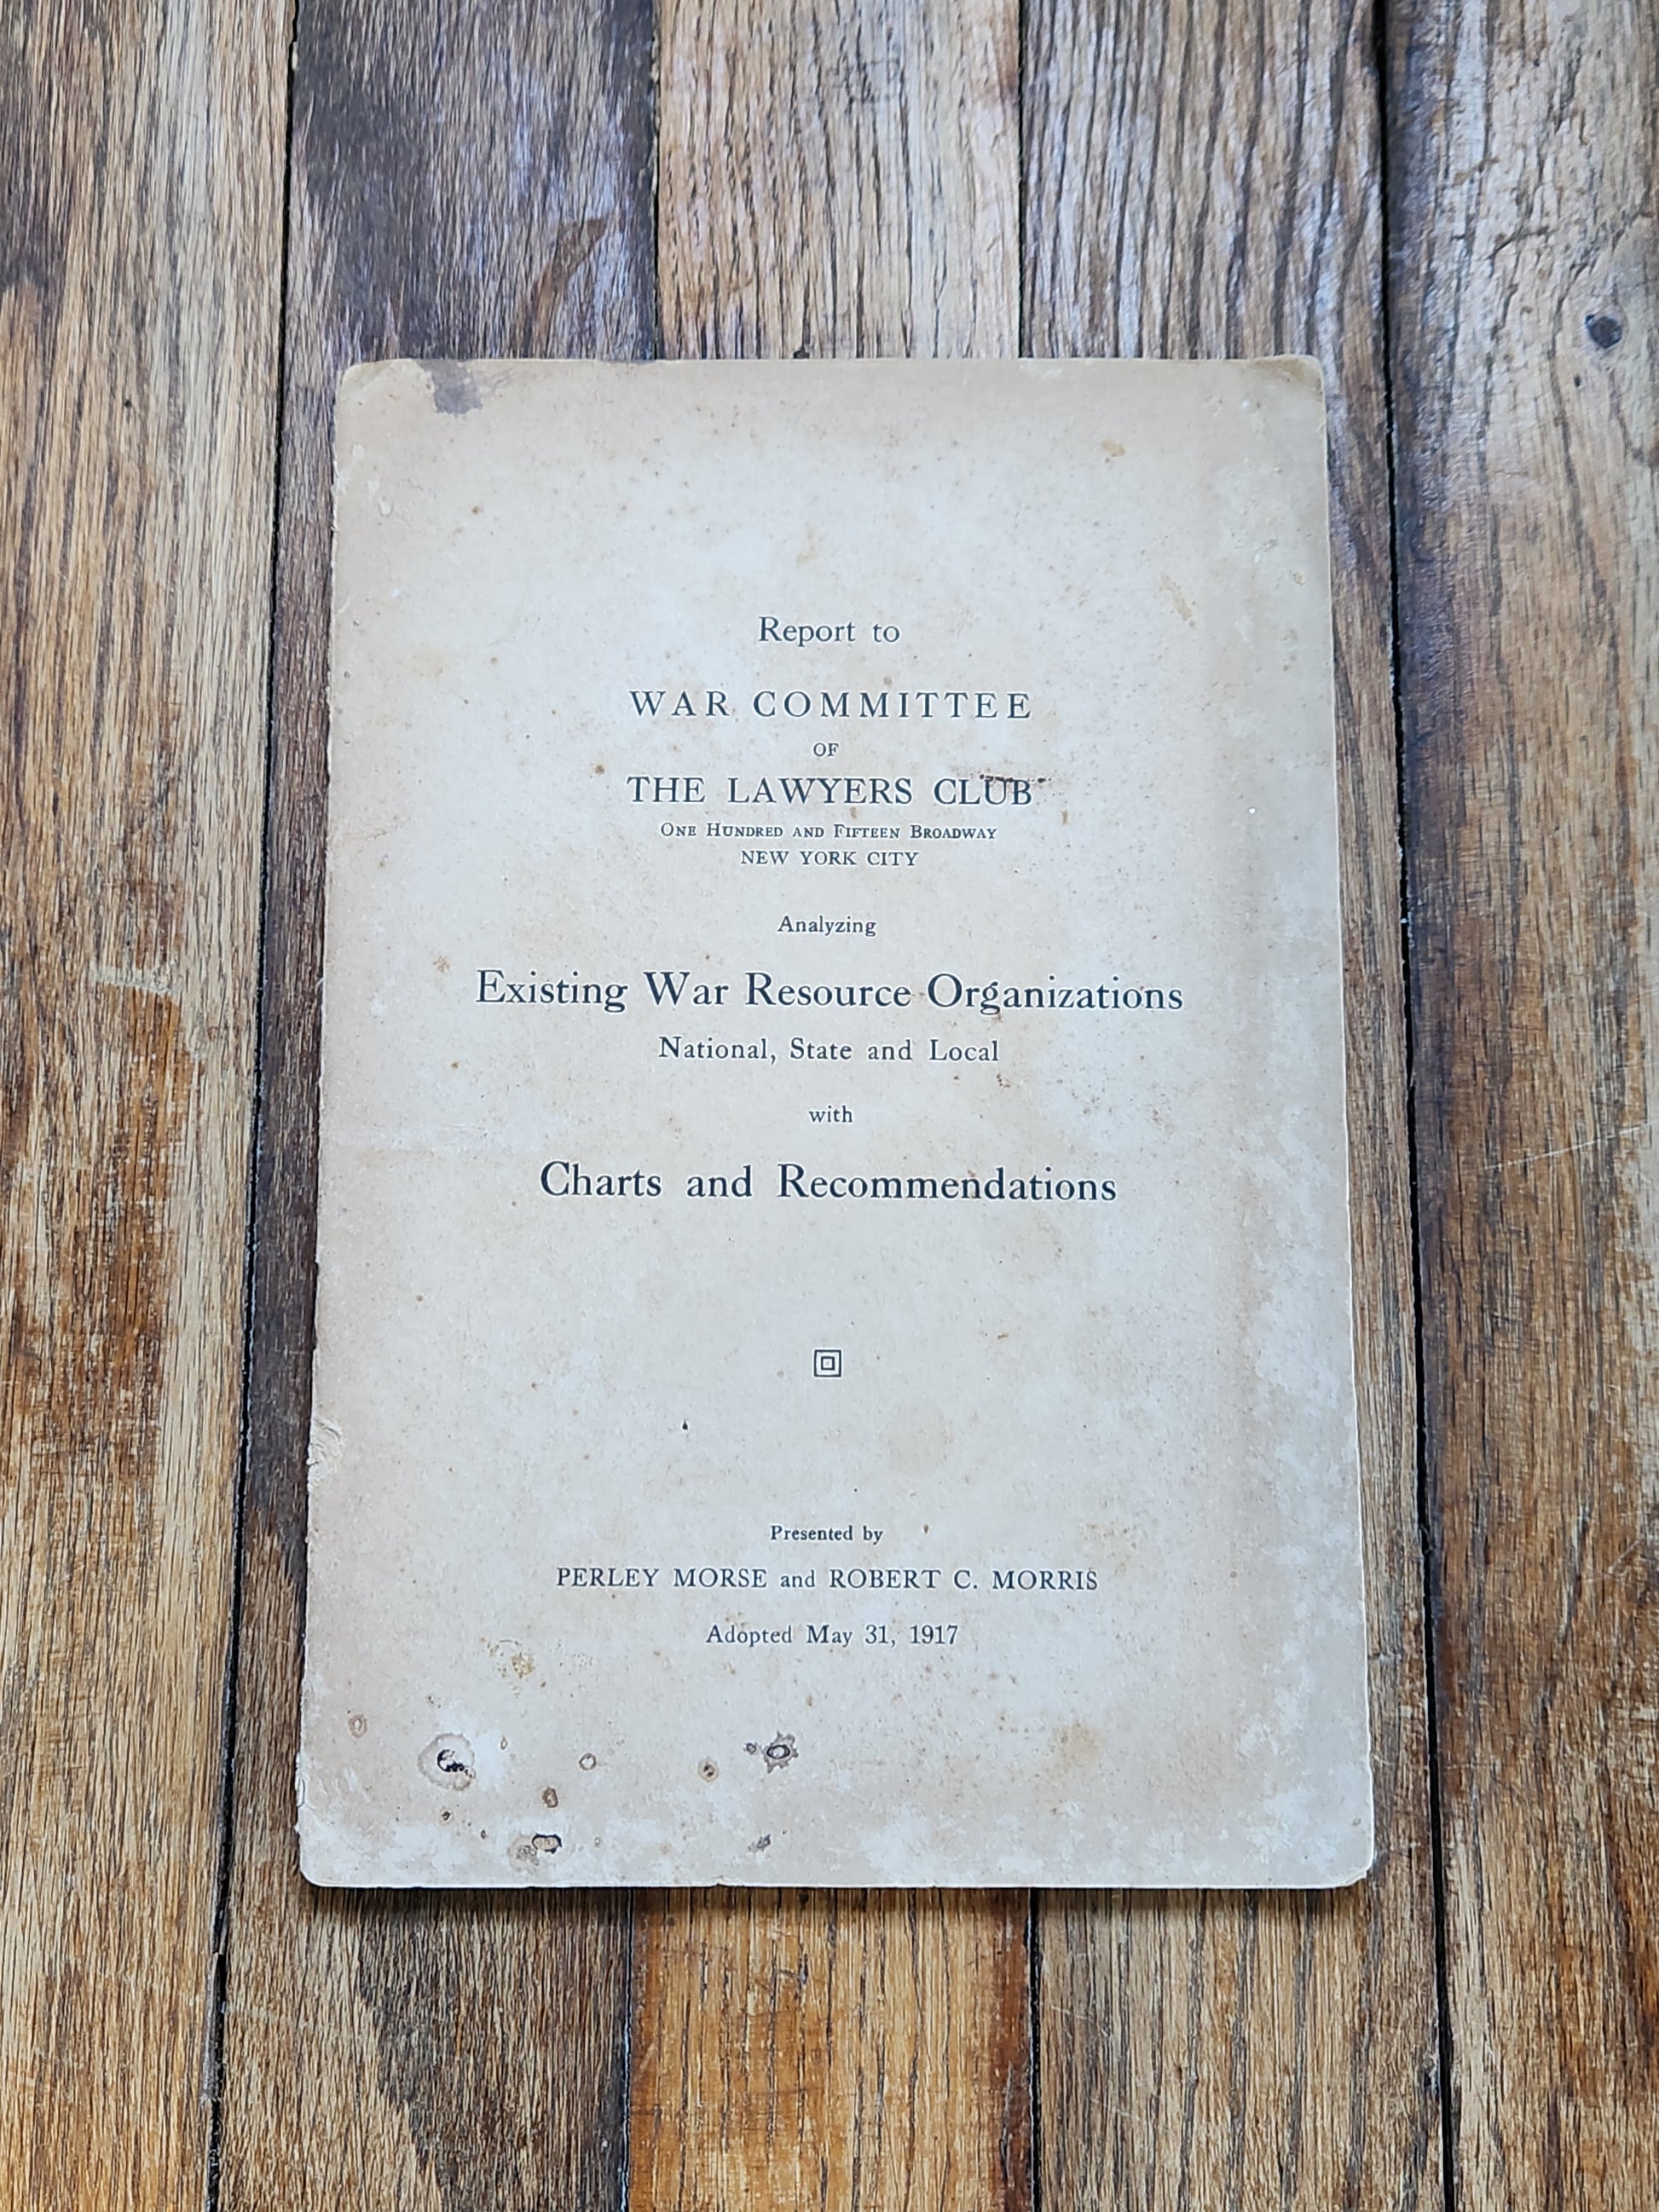 Report to
WAR COMMITTEE
OF
THE LAWYERS CLUB
ONE HUNDRED AND FIFTEEN BROADWAY
NEW YORK CITY
Analyzing
Existing War Resource Organizations
National, State and Local
with
Charts and Recommendations
Presented by
PERLEY MORSE and ROBERT C. MORRIS
Adopted May 31, 1917